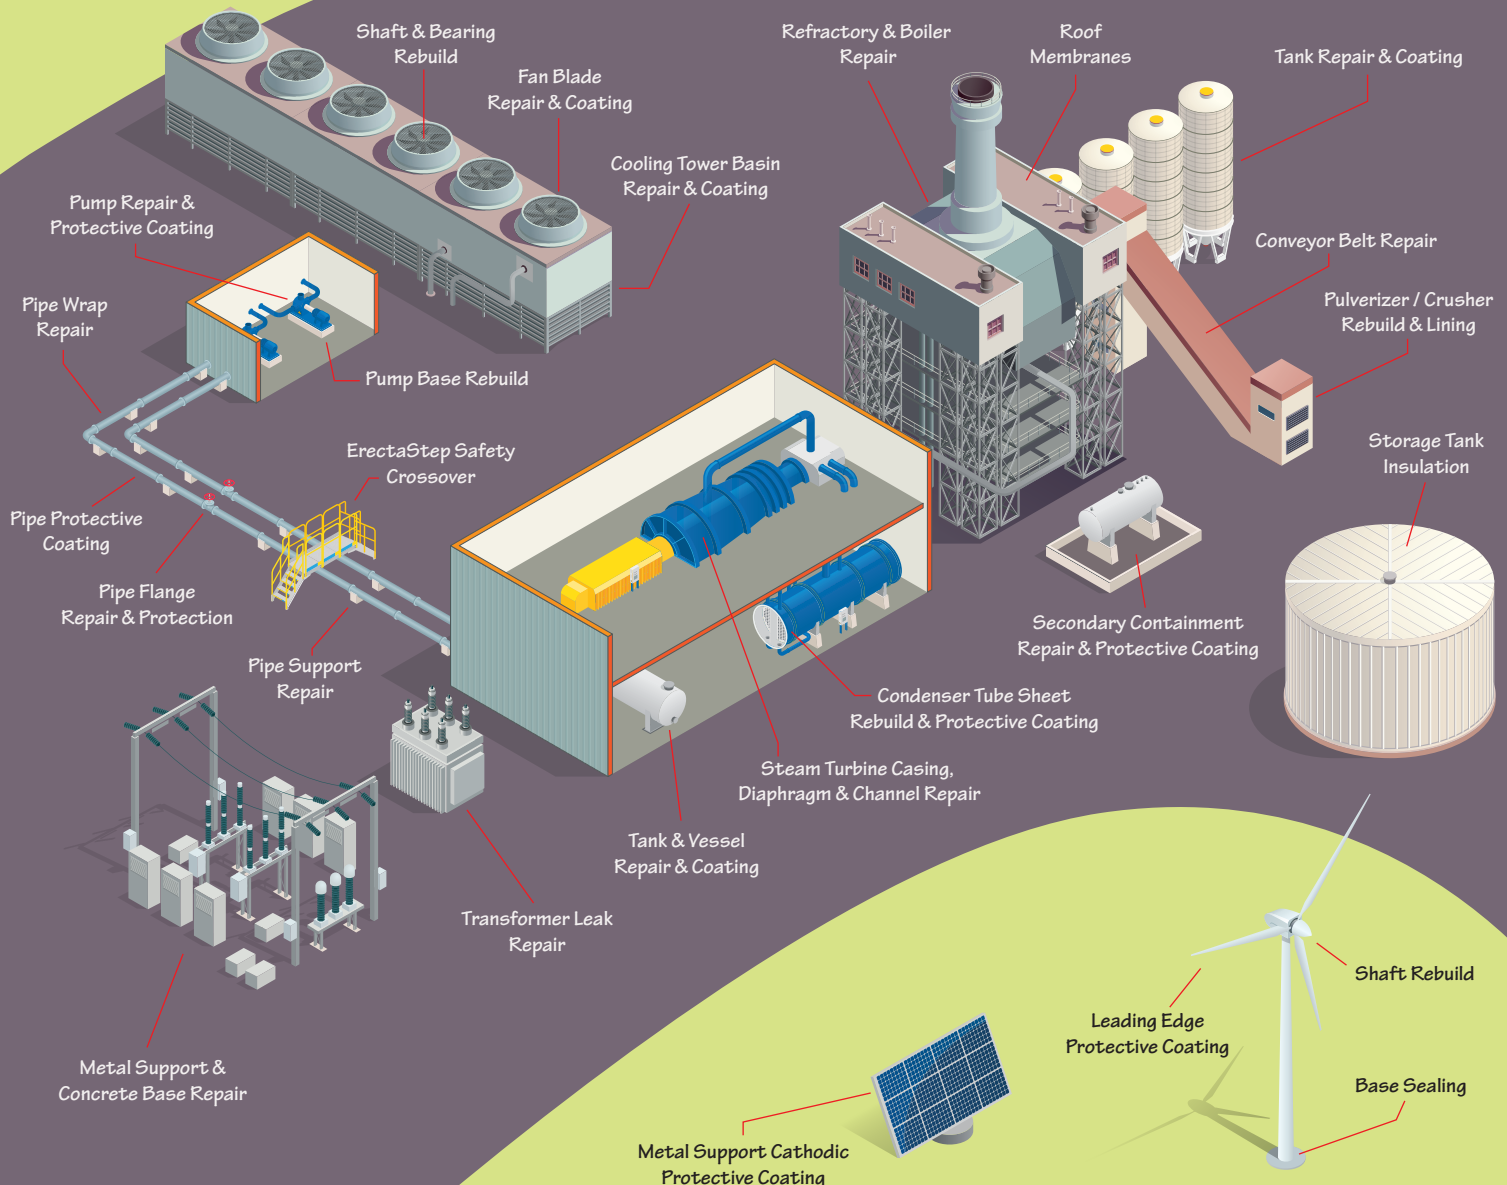 Shaft & Bearing
Rebuild
Fan Blade
Repair & Coating
Cooling Tower Basin
Repair & Coating
Refractory & Boiler
Repair
Roof
Membranes
Tank Repair & Coating
Pump Repair &
Protective Coating
Conveyor Belt Repair
Pipe Wrap
Repair
Pulverizer / Crusher
Rebuild & Lining
Pump Base Rebuild
ErectaStep Safety
Crossover
Storage Tank
Insulation
Pipe Protective
Coating
Pipe Flange
Repair & Protection
Secondary Containment
Repair & Protective Coating
Pipe Support
Repair
Condenser Tube Sheet
Rebuild & Protective Coating
Steam Turbine Casing,
Diaphragm & Channel Repair
Tank & Vessel
Repair & Coating
Transformer Leak
Repair
Shaft Rebuild
Leading Edge
Protective Coating
Metal Support &
Concrete Base Repair
Base Sealing
Metal Support Cathodic
Protective Coating